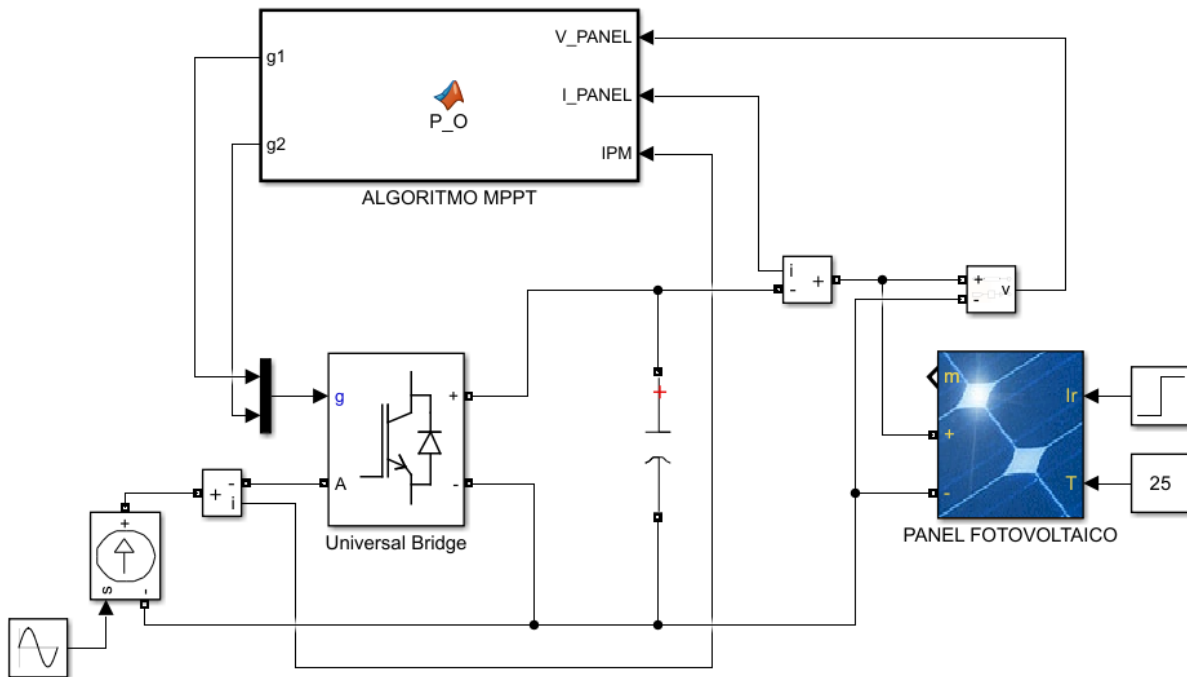 V_PANEL
g1
I_PANEL
P_O
g2
IPM
ALGORITMO MPPT
i
+
-
+
-
v
g
+
m
Ir
+
+
-
i
A
-
-
T
25
Universal Bridge
PANEL FOTOVOLTAICO
+
s
-